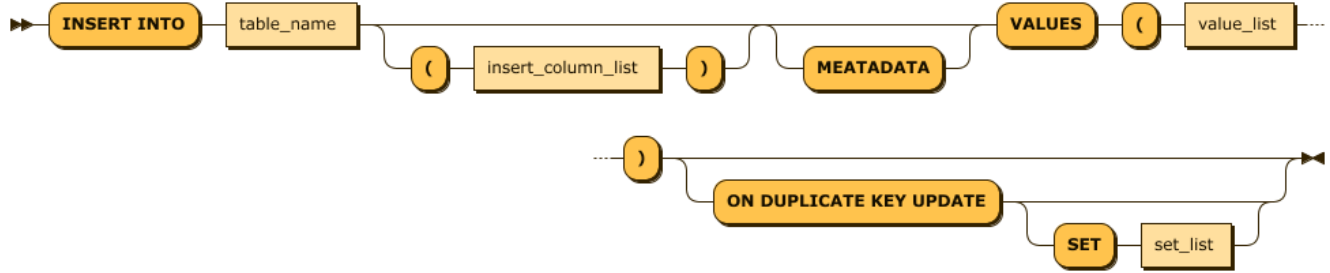 INSERT INTO table_name VALUES ( value_list
( insert_column_list ) MEATADATA
)
ON DUPLICATE KEY UPDATE
SET set_list